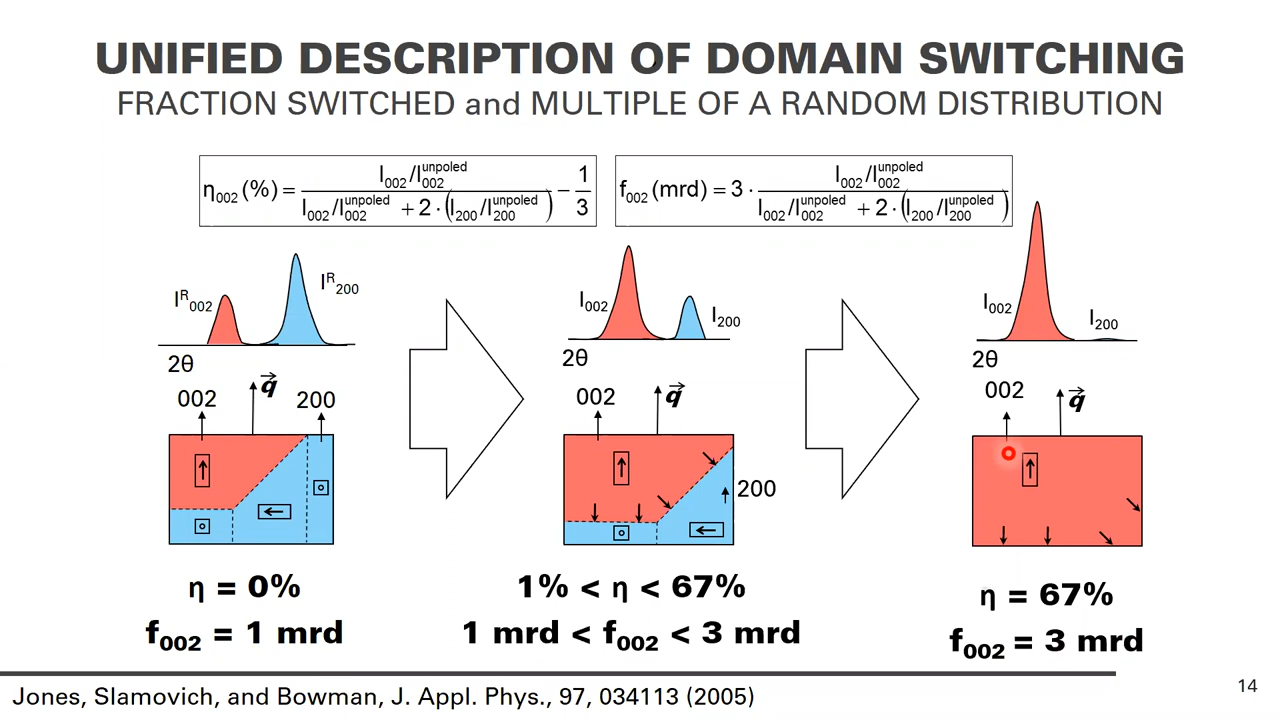 UNIFIED DESCRIPTION OF DOMAIN SWITCHING
FRACTION SWITCHED and MULTIPLE OF A RANDOM DISTRIBUTION
η002 (%) = I002 /I002unpoled / I002 /I002unpoled + 2 · (I200 /I200unpoled) − 1/3
f002 (mrd) = 3 · I002 /I002unpoled / I002 /I002unpoled + 2 · (I200 /I200unpoled)
IR002
IR200
2θ
002
q
200
η = 0%
f002 = 1 mrd
I002
I200
2θ
002
q
200
1% < η < 67%
1 mrd < f002 < 3 mrd
I002
I200
2θ
002
q
η = 67%
f002 = 3 mrd
Jones, Slamovich, and Bowman, J. Appl. Phys., 97, 034113 (2005)
14